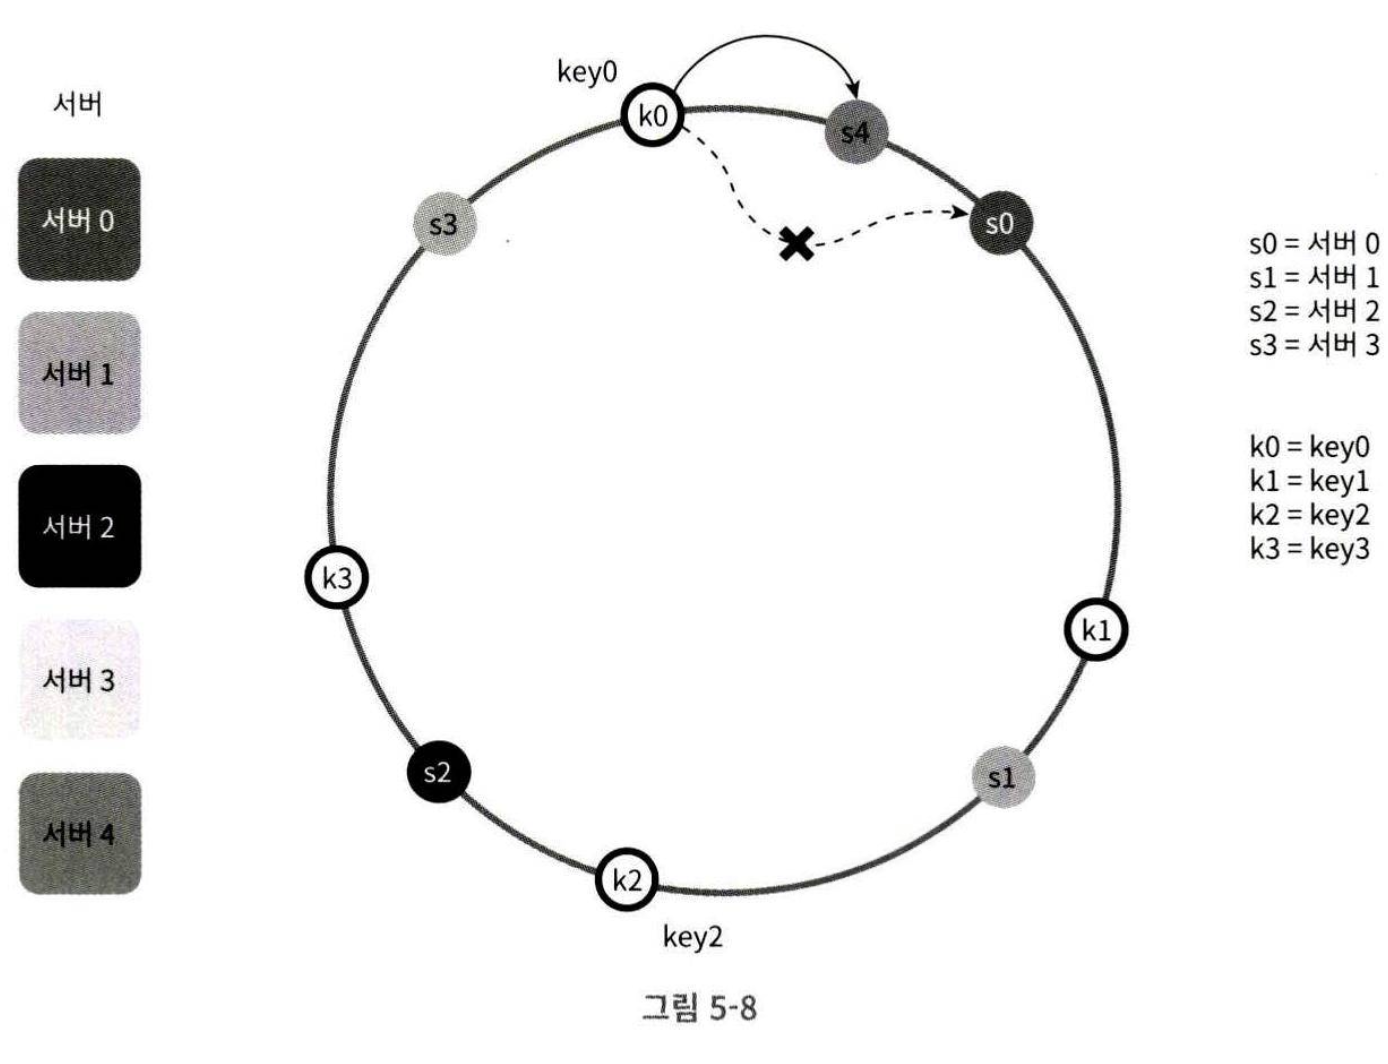 서버
서버 0
서버 1
서버 2
서버 3
서버 4
key0
k0
s4
s3
s0
k3
k1
s2
s1
k2
key2
s0 = 서버 0
s1 = 서버 1
s2 = 서버 2
s3 = 서버 3
k0 = key0
k1 = key1
k2 = key2
k3 = key3
그림 5-8